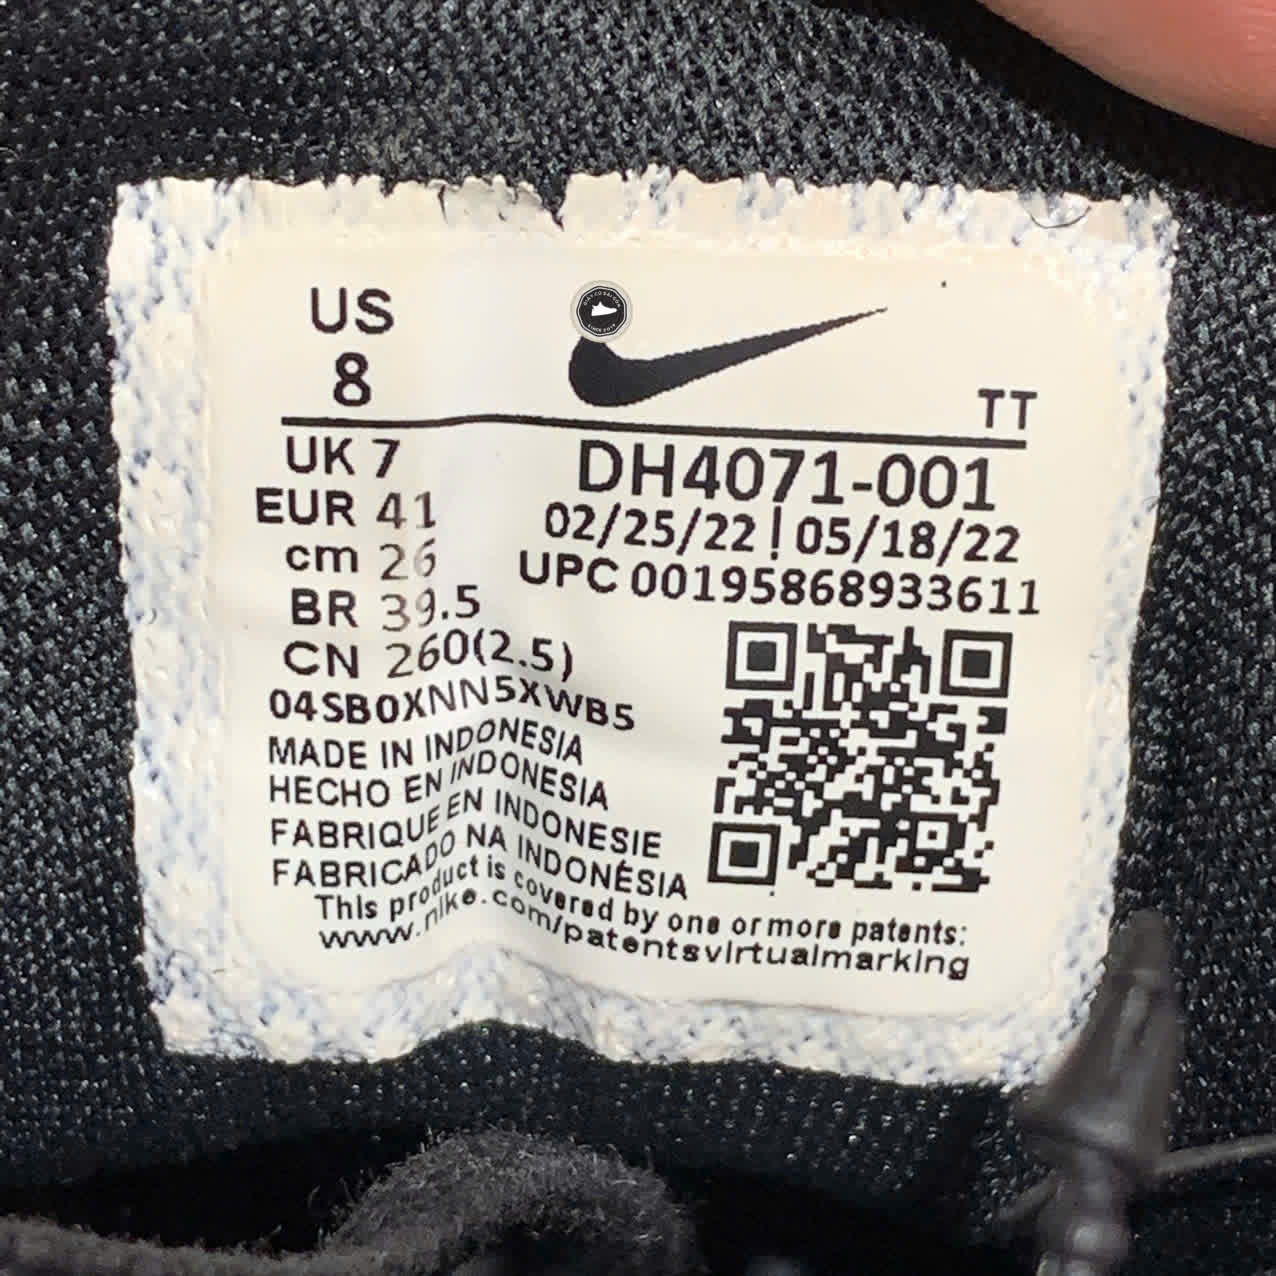 US
8
TT
UK 7
DH4071-001
EUR 41
02/25/22 | 05/18/22
cm 26
UPC 00195868933611
BR 39.5
CN 260(2.5)
04SB0XNN5XWB5
MADE IN INDONESIA
HECHO EN INDONESIA
FABRIQUE EN INDONESIE
FABRICADO NA INDONÉSIA
This product is covered by one or more patents:
www.nike.com/patentsvirtualmarking